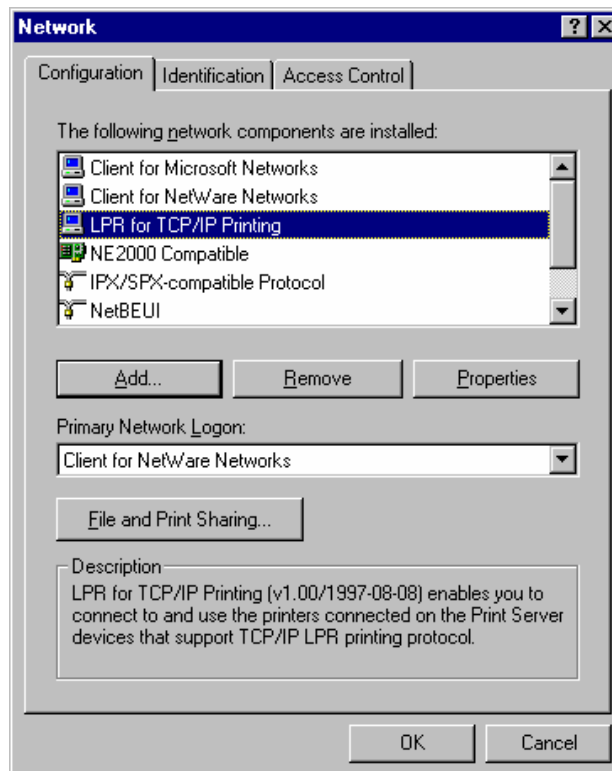 Network
Configuration Identification Access Control
The following network components are installed:
Client for Microsoft Networks
Client for NetWare Networks
LPR for TCP/IP Printing
NE2000 Compatible
IPX/SPX-compatible Protocol
NetBEUI
Add... Remove Properties
Primary Network Logon:
Client for NetWare Networks
File and Print Sharing...
Description
LPR for TCP/IP Printing (v1.00/1997-08-08) enables you to
connect to and use the printers connected on the Print Server
devices that support TCP/IP LPR printing protocol.
OK Cancel